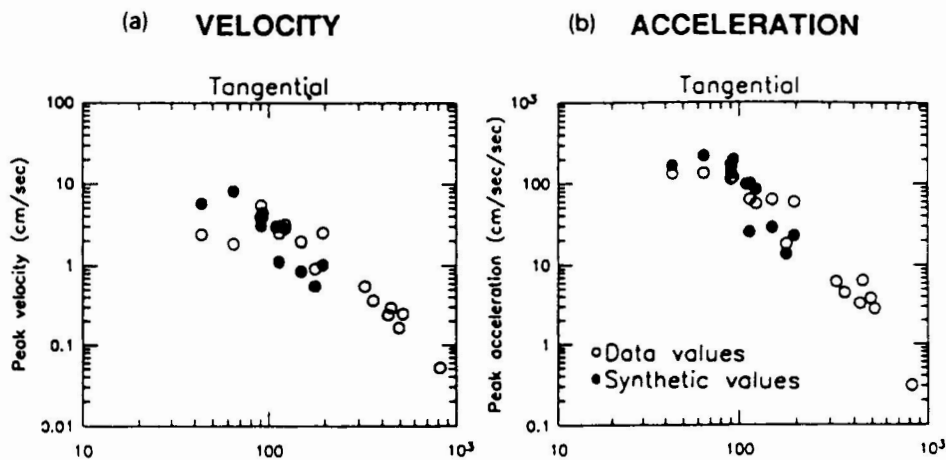 (a) VELOCITY
Tangential
Peak velocity (cm/sec)
100
10
1
0.1
0.01
10 100 10³
(b) ACCELERATION
Tangential
Peak acceleration (cm/sec/sec)
10³
100
10
1
0.1
Data values
Synthetic values
10 100 10³